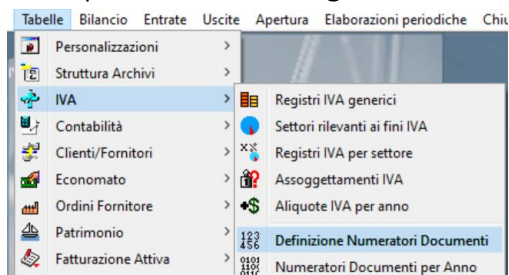 Tabelle Bilancio Entrate Uscite Apertura Elaborazioni periodiche Chiu
Personalizzazioni
Struttura Archivi
IVA
Contabilità
Clienti/Fornitori
Economato
Ordini Fornitore
Patrimonio
Fatturazione Attiva
Registri IVA generici
Settori rilevanti ai fini IVA
Registri IVA per settore
Assoggettamenti IVA
Aliquote IVA per anno
Definizione Numeratori Documenti
Numeratori Documenti per Anno